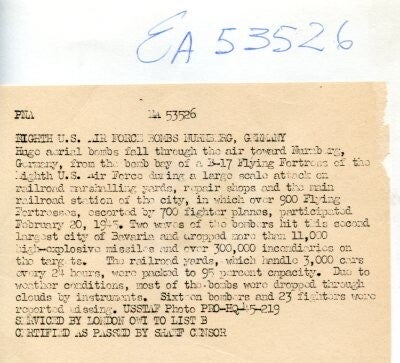 EA 53526
PNA EA 53526
EIGHTH U.S. AIR FORCE BOMBS NURNBERG, GERMANY
Huge aerial bombs fall through the air toward Nurnberg,
Germany, from the bomb bay of a B-17 Flying Fortress of the
Eighth U.S. Air Force during a large scale attack on
railroad marshalling yards, repair shops and the main
railroad station of the city, in which over 900 Flying
Fortresses, escorted by 700 fighter planes, participated
February 20, 1945. Two waves of the bombers hit this second
largest city of Bavaria and dropped more than 11,000
high-explosive missiles and over 300,000 incendiaries on
the targets. The railroad yards, which handle 3,000 cars
every 24 hours, were packed to 95 percent capacity. Due to
weather conditions, most of the bombs were dropped through
clouds by instruments. Sixteen bombers and 23 fighters were
reported missing. USSTAF Photo PRO-HQ-45-219
SERVICED BY LONDON OWI TO LIST B
CERTIFIED AS PASSED BY SHAEF CENSOR